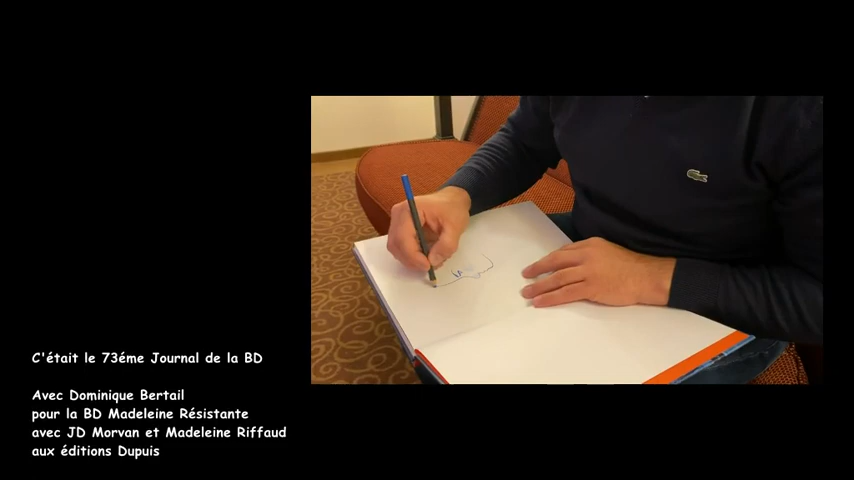 C'était le 73éme Journal de la BD
Avec Dominique Bertail
pour la BD Madeleine Résistante
avec JD Morvan et Madeleine Riffaud
aux éditions Dupuis